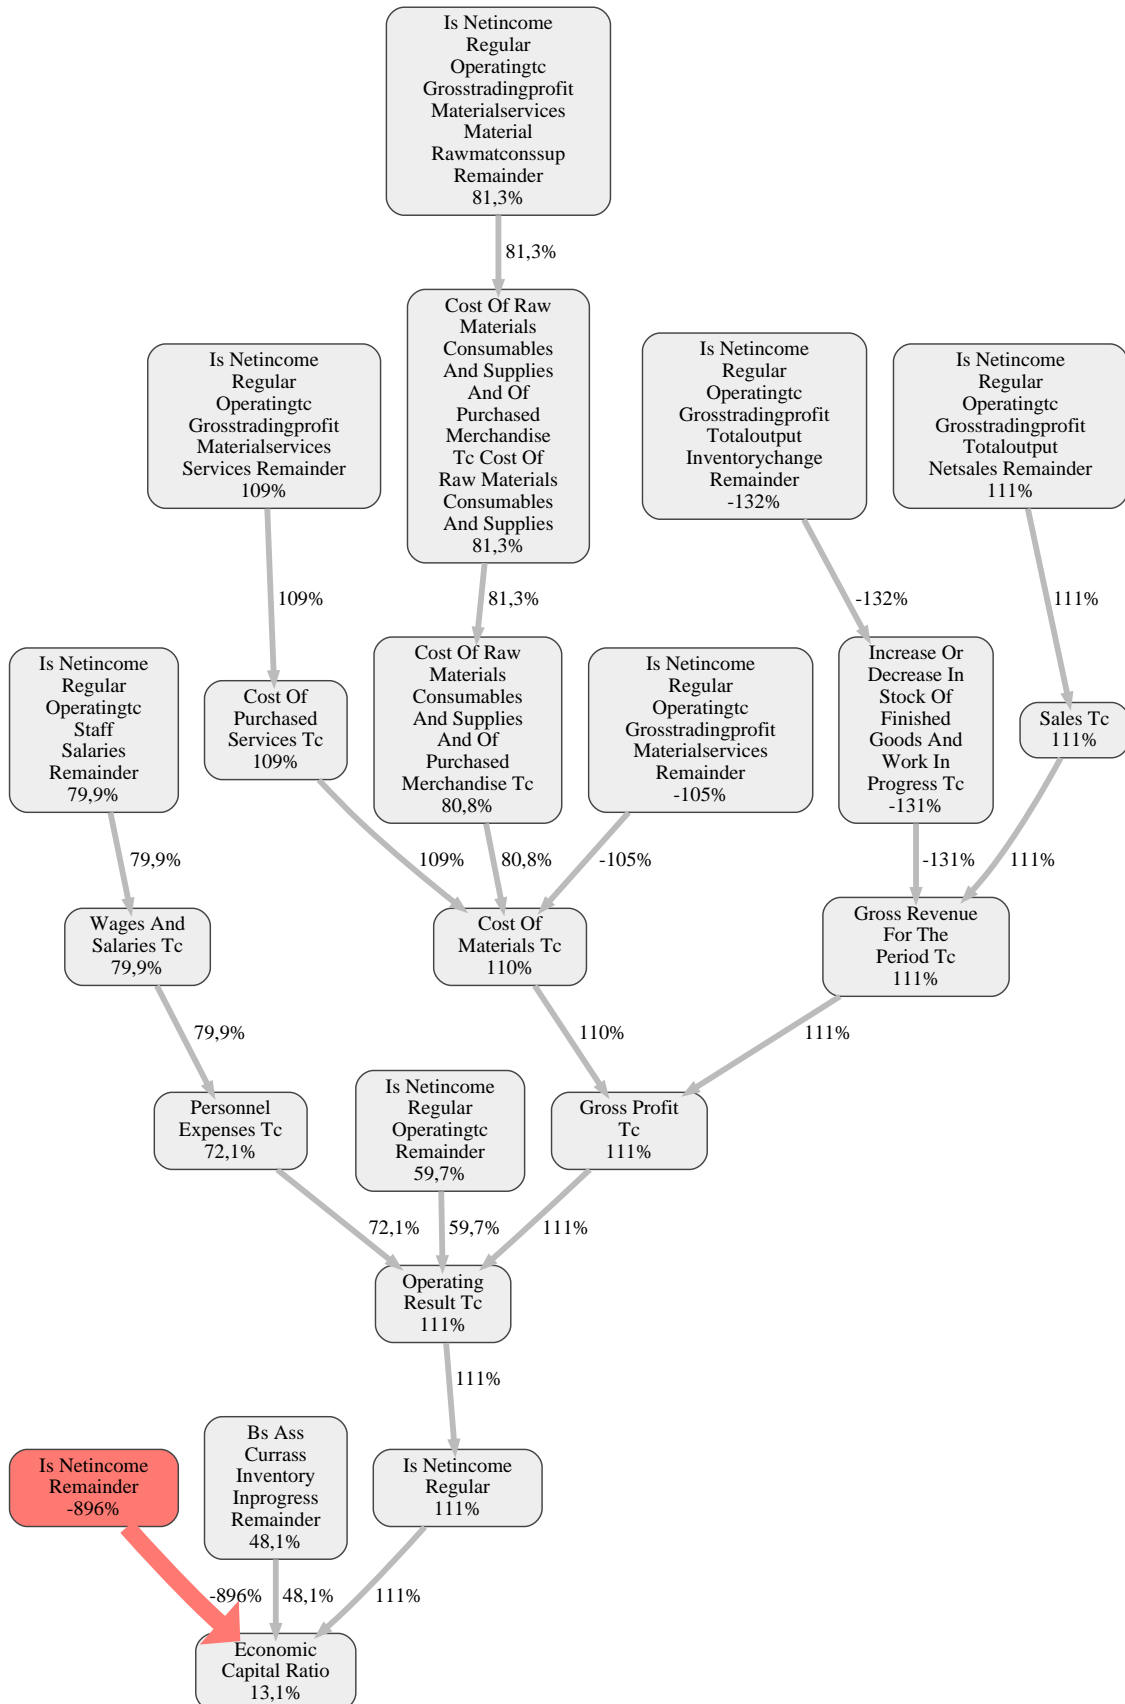 Is Netincome
Regular
Operatingtc
Grosstradingprofit
Materialservices
Material
Rawmatconssup
Remainder
81,3%
81,3%
Cost Of Raw
Materials
Consumables
And Supplies
And Of
Purchased
Merchandise
Tc Cost Of
Raw Materials
Consumables
And Supplies
81,3%
Is Netincome
Regular
Operatingtc
Grosstradingprofit
Materialservices
Services Remainder
109%
Is Netincome
Regular
Operatingtc
Grosstradingprofit
Totaloutput
Inventorychange
Remainder
-132%
Is Netincome
Regular
Operatingtc
Grosstradingprofit
Totaloutput
Netsales Remainder
111%
109%
81,3%
-132%
111%
Is Netincome
Regular
Operatingtc
Staff
Salaries
Remainder
79,9%
Cost Of
Purchased
Services Tc
109%
Cost Of Raw
Materials
Consumables
And Supplies
And Of
Purchased
Merchandise Tc
80,8%
Is Netincome
Regular
Operatingtc
Grosstradingprofit
Materialservices
Remainder
-105%
Increase Or
Decrease In
Stock Of
Finished
Goods And
Work In
Progress Tc
-131%
Sales Tc
111%
79,9%
109%
80,8%
-105%
-131%
111%
Wages And
Salaries Tc
79,9%
Cost Of
Materials Tc
110%
Gross Revenue
For The
Period Tc
111%
79,9%
110%
111%
Personnel
Expenses Tc
72,1%
Is Netincome
Regular
Operatingtc
Remainder
59,7%
Gross Profit
Tc
111%
72,1%
59,7%
111%
Operating
Result Tc
111%
111%
Is Netincome
Remainder
-896%
Bs Ass
Currass
Inventory
Inprogress
Remainder
48,1%
Is Netincome
Regular
111%
-896%
48,1%
111%
Economic
Capital Ratio
13,1%